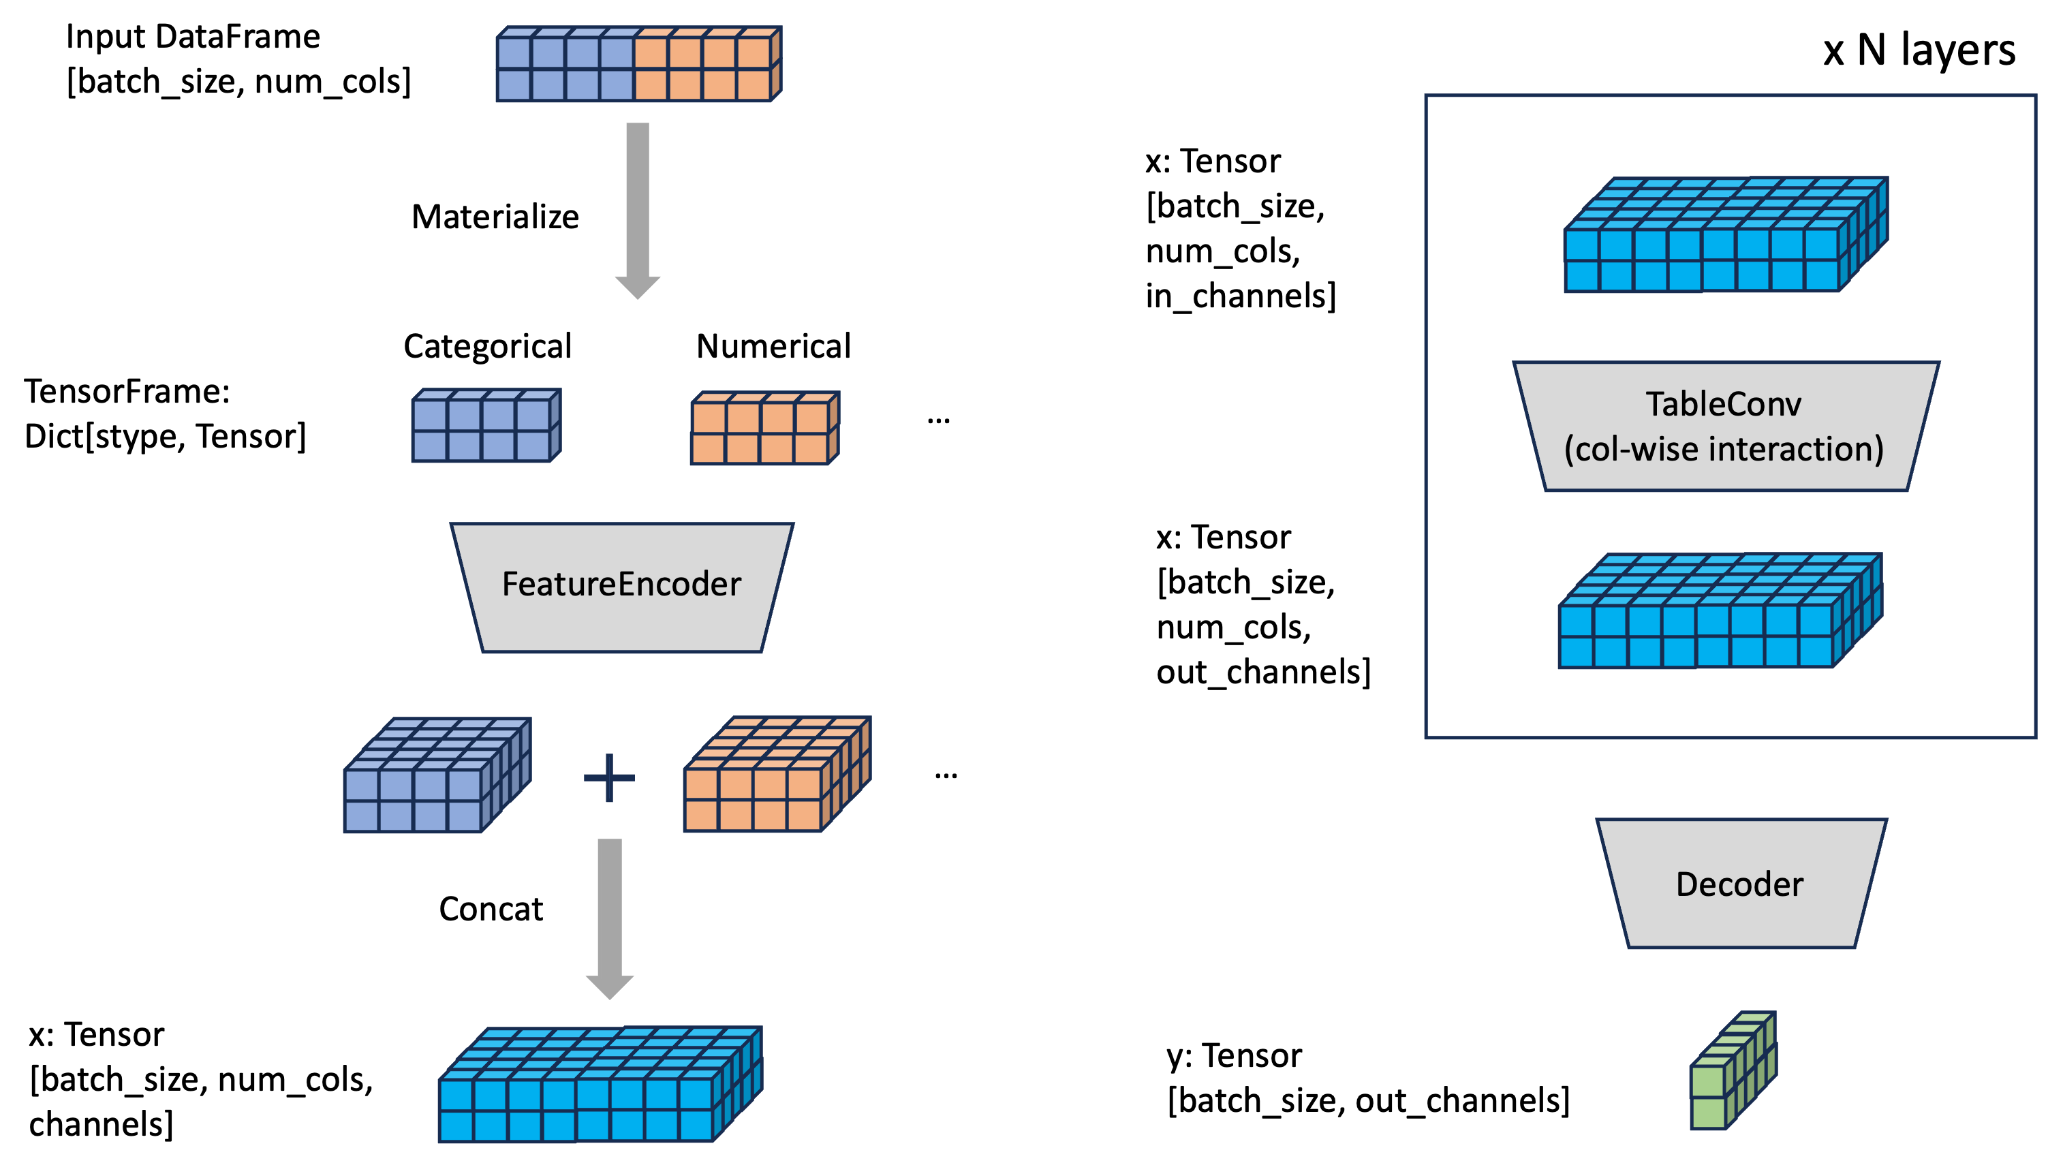 Input DataFrame
[batch_size, num_cols]
Materialize
Categorical
Numerical
TensorFrame:
Dict[stype, Tensor]
...
FeatureEncoder
+
...
Concat
x: Tensor
[batch_size, num_cols,
channels]
x N layers
x: Tensor
[batch_size,
num_cols,
in_channels]
TableConv
(col-wise interaction)
x: Tensor
[batch_size,
num_cols,
out_channels]
Decoder
y: Tensor
[batch_size, out_channels]